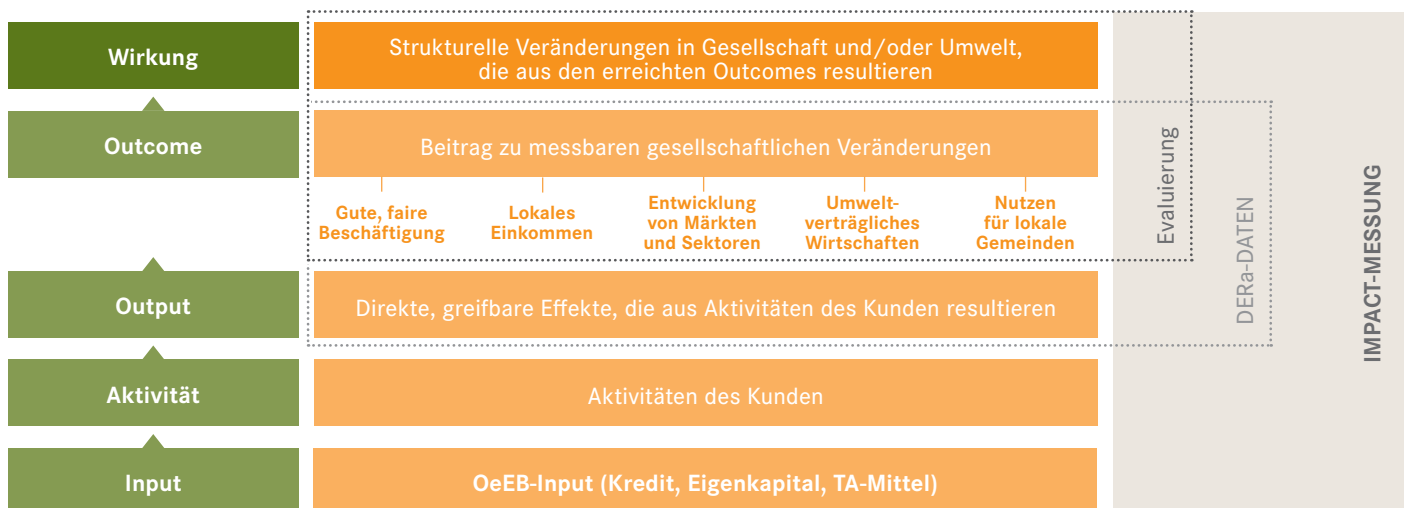 Wirkung
Strukturelle Veränderungen in Gesellschaft und/oder Umwelt,
die aus den erreichten Outcomes resultieren
Outcome
Beitrag zu messbaren gesellschaftlichen Veränderungen
Gute, faire
Beschäftigung
Lokales
Einkommen
Entwicklung
von Märkten
und Sektoren
Umwelt-
verträgliches
Wirtschaften
Nutzen
für lokale
Gemeinden
Output
Direkte, greifbare Effekte, die aus Aktivitäten des Kunden resultieren
Aktivität
Aktivitäten des Kunden
Input
OeEB-Input (Kredit, Eigenkapital, TA-Mittel)
Evaluierung
DERa-DATEN
IMPACT-MESSUNG